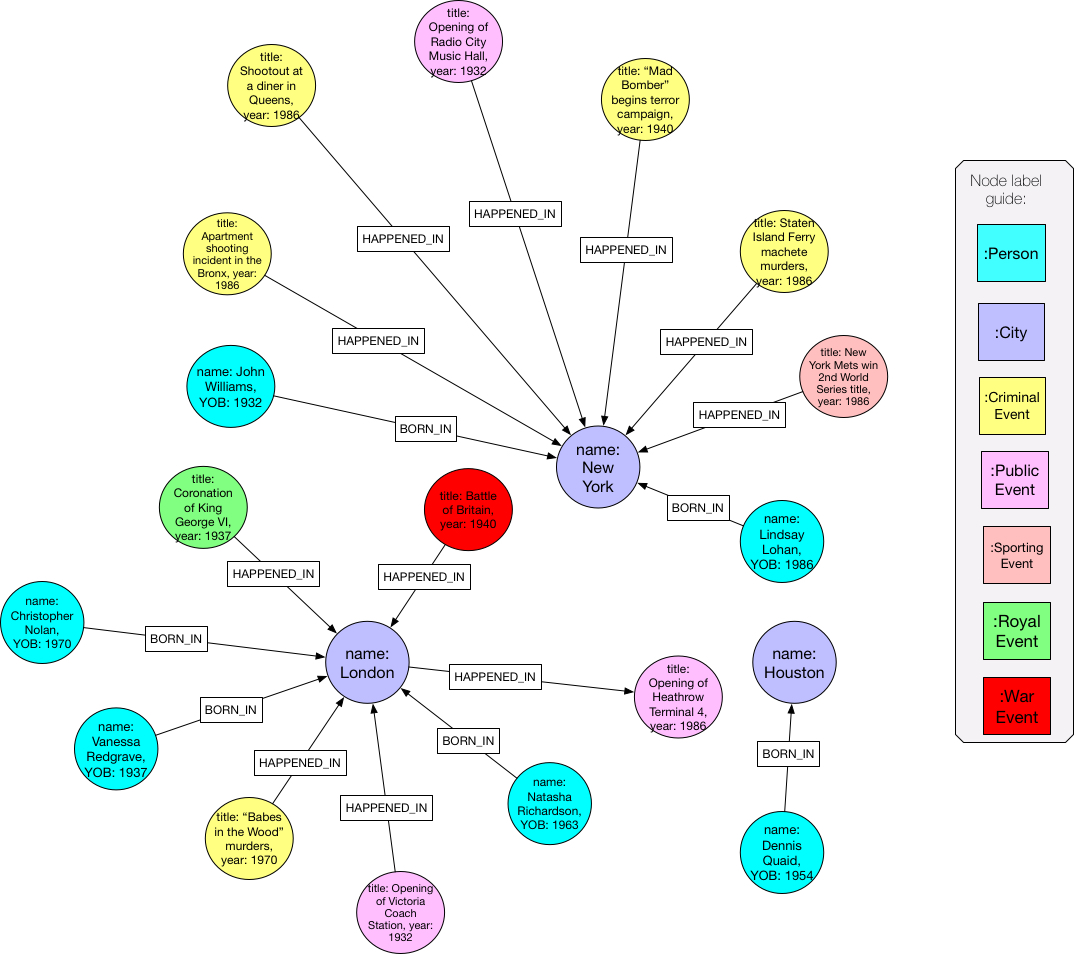 title:
Opening of
Radio City
Music Hall,
year: 1932
title:
Shootout at
a diner in
Queens,
year: 1986
title: “Mad
Bomber”
begins terror
campaign,
year: 1940
HAPPENED_IN
HAPPENED_IN
HAPPENED_IN
title:
Apartment
shooting
incident in the
Bronx, year:
1986
title: Staten
Island Ferry
machete
murders,
year: 1986
HAPPENED_IN
HAPPENED_IN
name: John
Williams,
YOB: 1932
title: New
York Mets win
2nd World
Series title,
year: 1986
BORN_IN
HAPPENED_IN
name:
New
York
BORN_IN
name:
Lindsay
Lohan,
YOB: 1986
title:
Coronation
of King
George VI,
year: 1937
title: Battle
of Britain,
year: 1940
HAPPENED_IN
HAPPENED_IN
name:
Christopher
Nolan,
YOB: 1970
BORN_IN
name:
London
HAPPENED_IN
title:
Opening of
Heathrow
Terminal 4,
year: 1986
name:
Houston
BORN_IN
name:
Vanessa
Redgrave,
YOB: 1937
HAPPENED_IN
BORN_IN
BORN_IN
title: “Babes
in the Wood”
murders,
year: 1970
HAPPENED_IN
name:
Natasha
Richardson,
YOB: 1963
name:
Dennis
Quaid,
YOB: 1954
title: Opening
of Victoria
Coach
Station, year:
1932
Node label
guide:
:Person
:City
:Criminal
Event
:Public
Event
:Sporting
Event
:Royal
Event
:War
Event